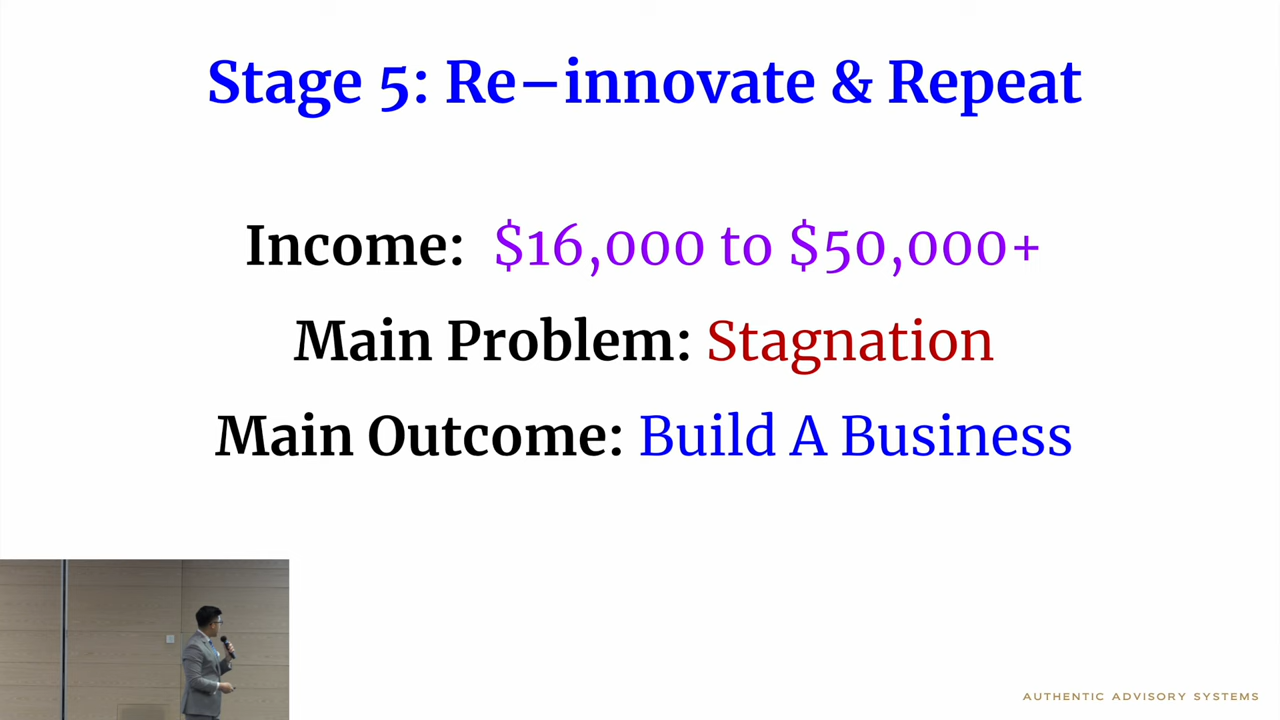 Stage 5: Re–innovate & Repeat
Income: $16,000 to $50,000+
Main Problem: Stagnation
Main Outcome: Build A Business
AUTHENTIC ADVISORY SYSTEMS